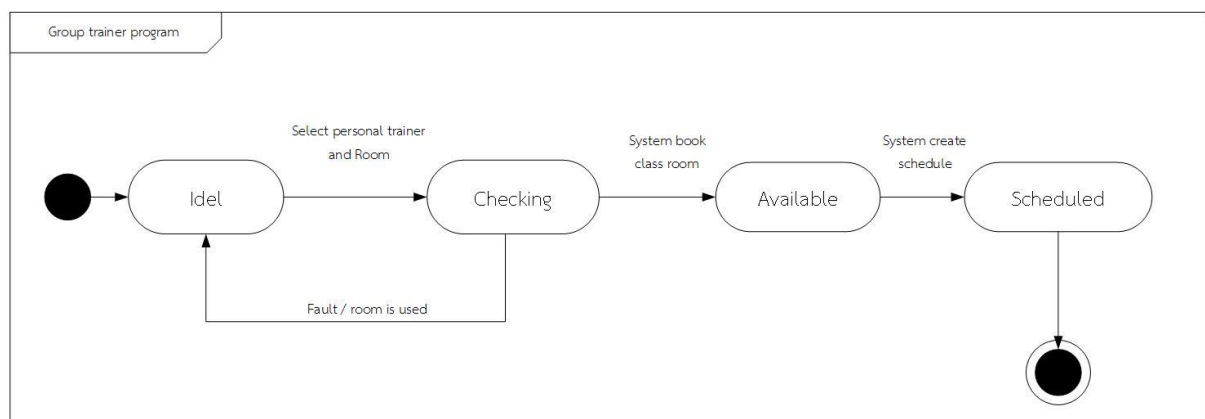 Group trainer program
Select personal trainer
and Room
System book
class room
System create
schedule
Idel
Checking
Available
Scheduled
Fault / room is used